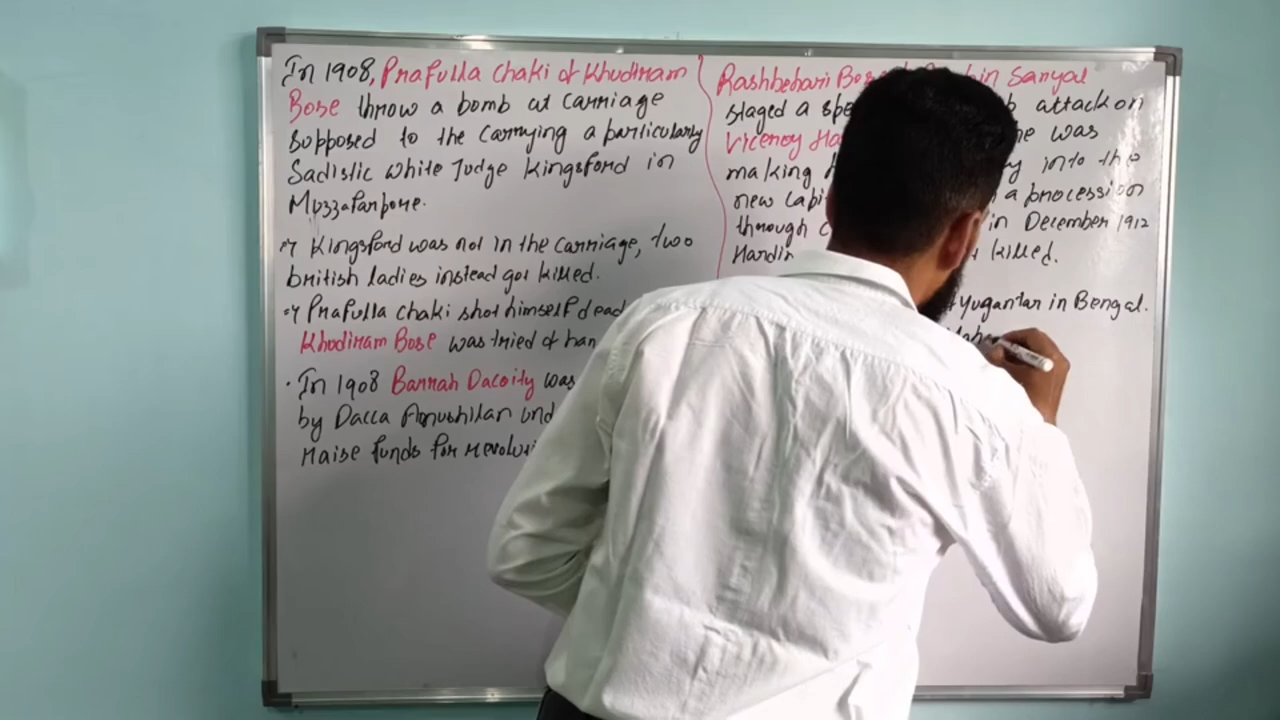 In 1908, Prafulla Chaki & Khudiram
Bose throw a bomb at carriage
supposed to the carrying a particularly
Sadistic white Judge Kingsford in
Muzzafarpore.
Kingsford was not in the carriage, two
british ladies instead got killed.
Prafulla Chaki shot himself dead
Khudiram Bose was tried & han
In 1908 Barrah Dacoity was
by Dacca Anushilan und
raise funds for revoluti
Rashbehari Bose Sanyal
staged a spe attack on
Viceroy Ha was
making into the
new capi a procession
through in December 1912
Hardin killed.
Yugantar in Bengal.